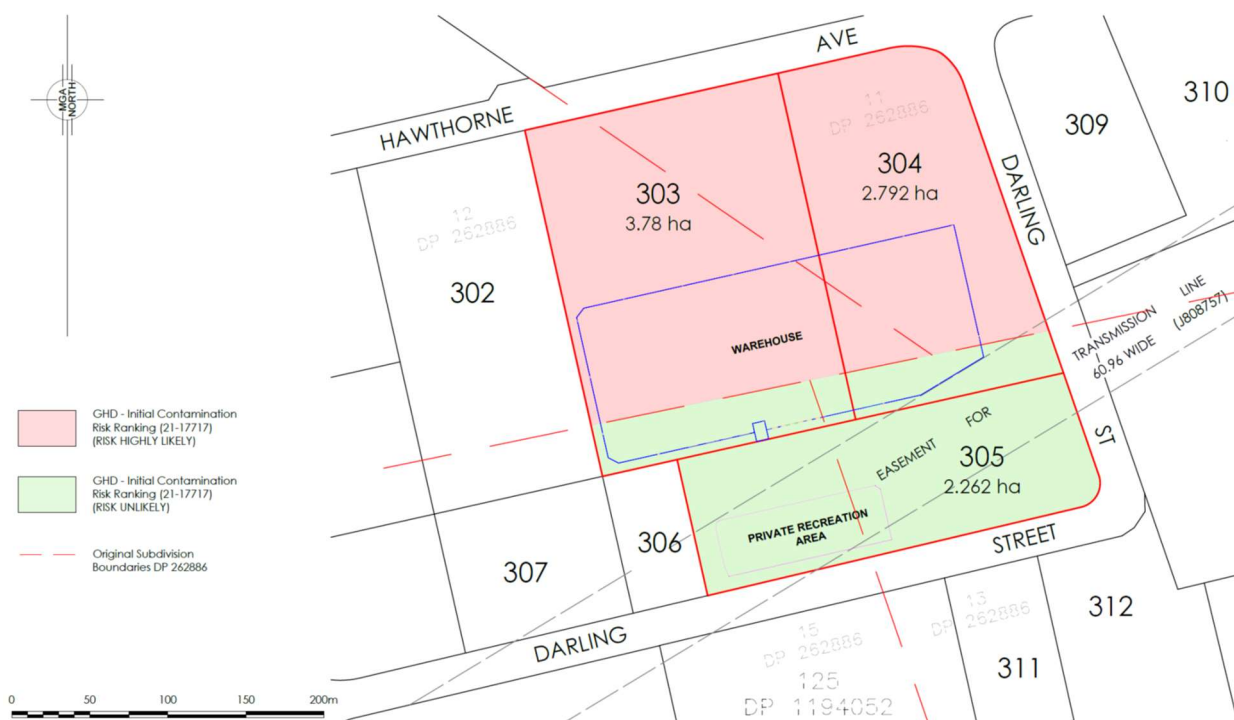 MGA
NORTH
HAWTHORNE
AVE
11
DP 262886
310
309
304
2.792 ha
303
3.78 ha
DARLING
12
DP 262886
302
TRANSMISSION LINE
60.96 WIDE (J808757)
WAREHOUSE
GHD - Initial Contamination
Risk Ranking (21-17717)
(RISK HIGHLY LIKELY)
GHD - Initial Contamination
Risk Ranking (21-17717)
(RISK UNLIKELY)
Original Subdivision
Boundaries DP 262886
EASEMENT FOR
305
2.262 ha
ST
PRIVATE RECREATION
AREA
306
307
STREET
DARLING
13
DP 262886
312
15
DP 262886
311
125
DP 1194052
0 50 100 150 200m